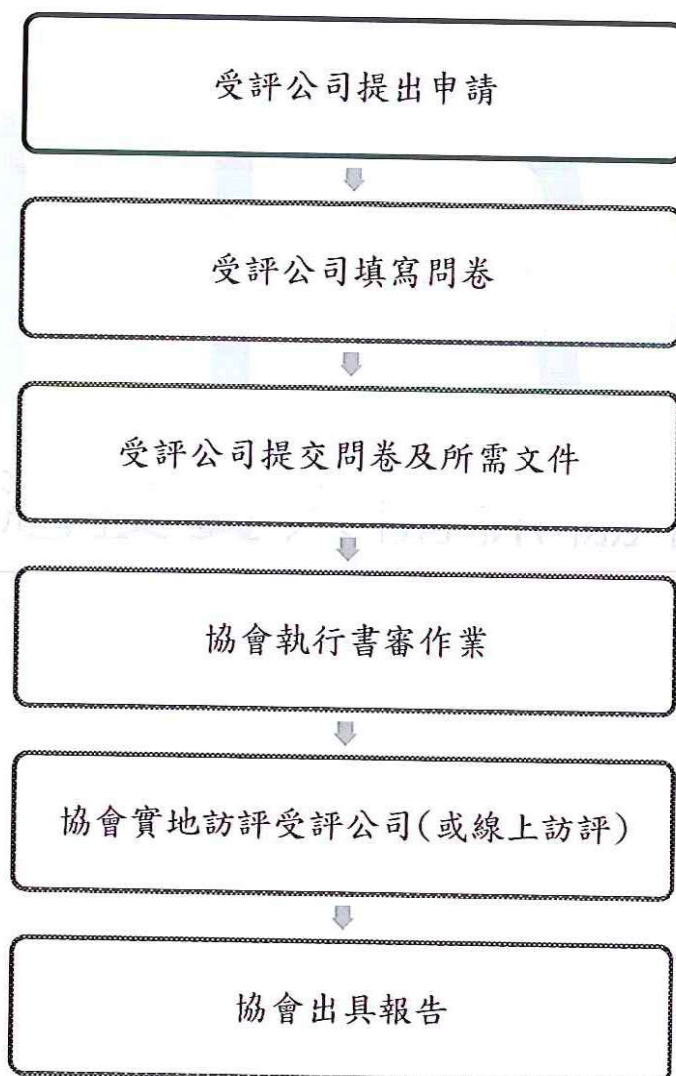 受評公司提出申請
受評公司填寫問卷
受評公司提交問卷及所需文件
協會執行書審作業
協會實地訪評受評公司(或線上訪評)
協會出具報告